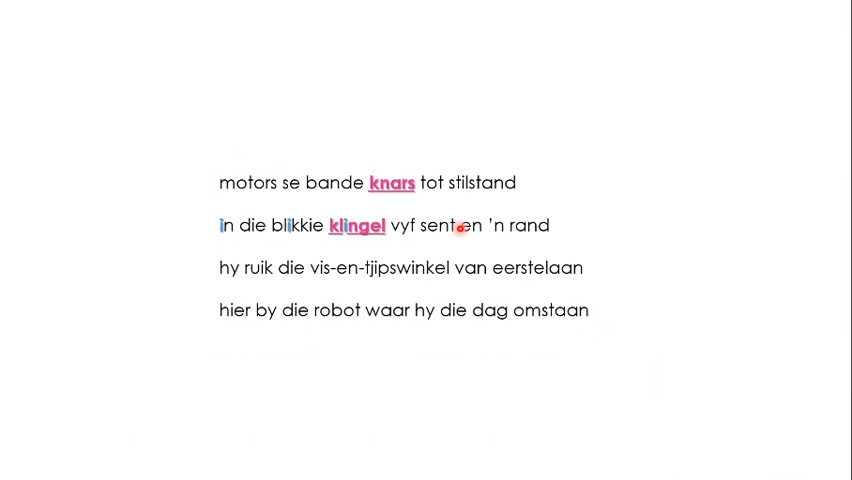 motors se bande knars tot stilstand
in die blikkie klingel vyf sent en ’n rand
hy ruik die vis-en-tjipswinkel van eerstelaan
hier by die robot waar hy die dag omstaan